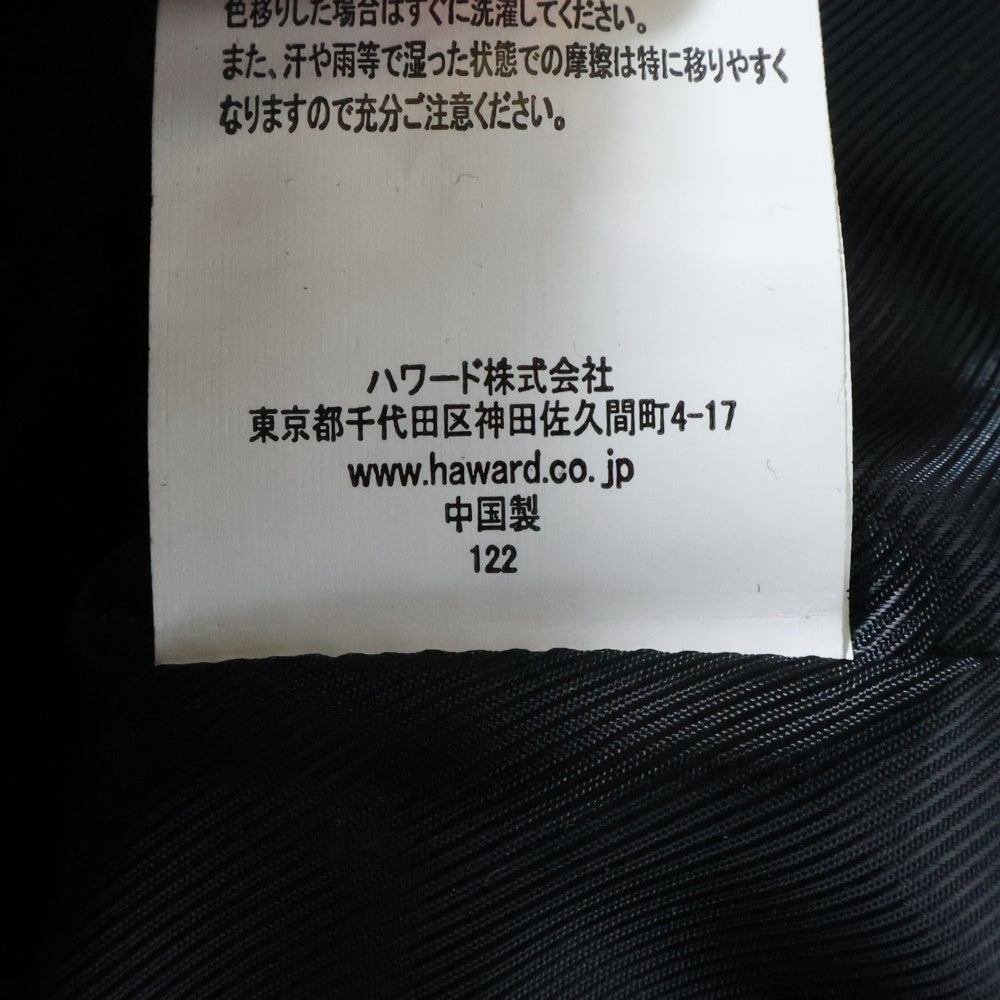 色移りした場合はすぐに洗濯してください。
また、汗や雨等で湿った状態での摩擦は特に移りやすく
なりますので充分ご注意ください。
ハワード株式会社
東京都千代田区神田佐久間町4-17
www.haward.co.jp
中国製
122